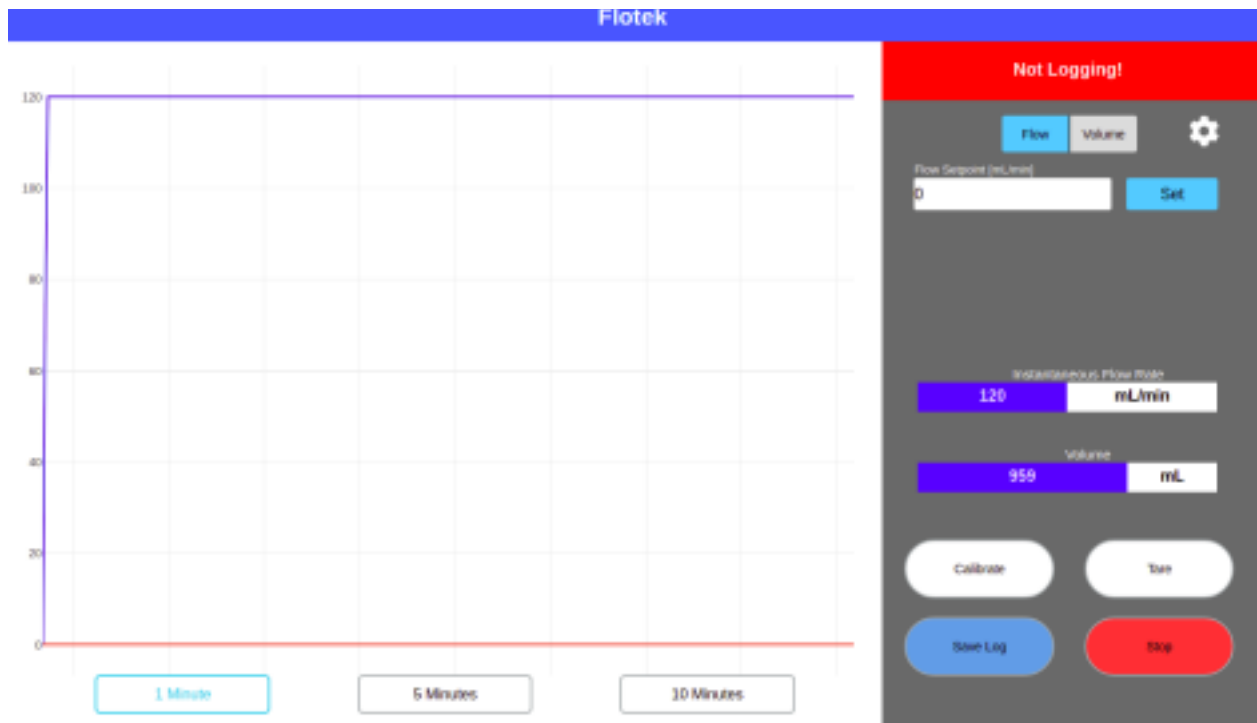 Flotek
120
100
80
60
40
20
0
1 Minute
5 Minutes
10 Minutes
Not Logging!
Flow
Volume
Flow Setpoint [mL/min]
0
Set
Instantaneous Flow Rate
120 mL/min
Volume
959 mL
Calibrate
Tare
Save Log
Stop